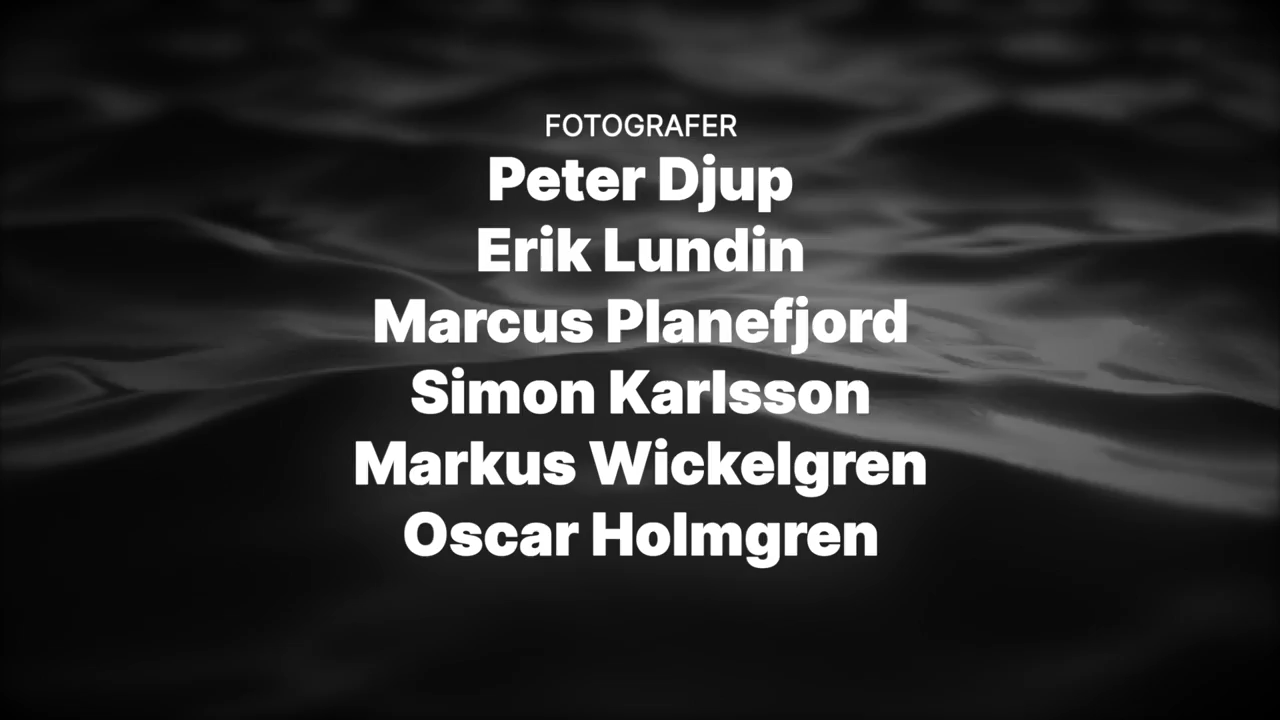 FOTOGRAFER
Peter Djup
Erik Lundin
Marcus Planefjord
Simon Karlsson
Markus Wickelgren
Oscar Holmgren